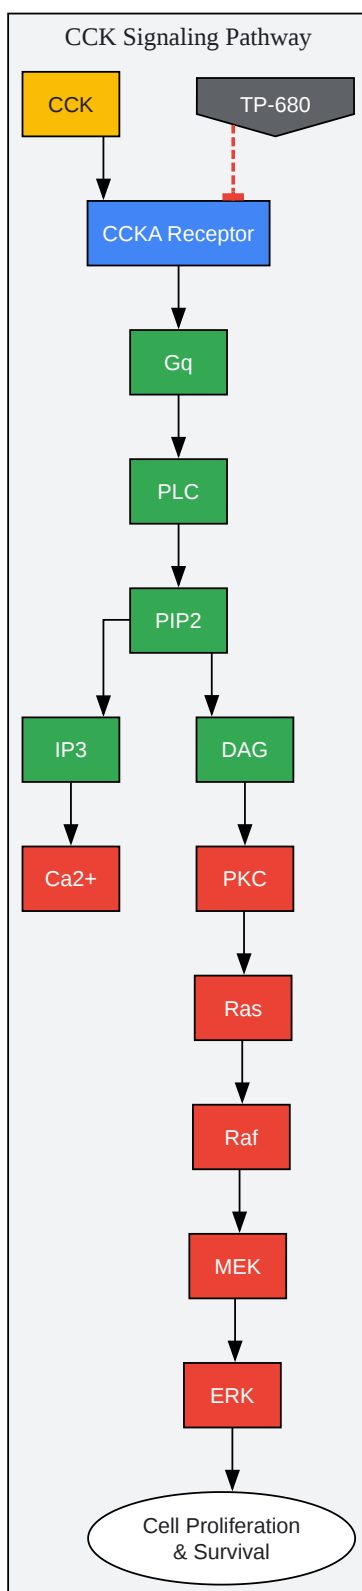 CCK Signaling Pathway
CCK
TP-680
CCKA Receptor
Gq
PLC
PIP2
IP3
DAG
Ca2+
PKC
Ras
Raf
MEK
ERK
Cell Proliferation
& Survival